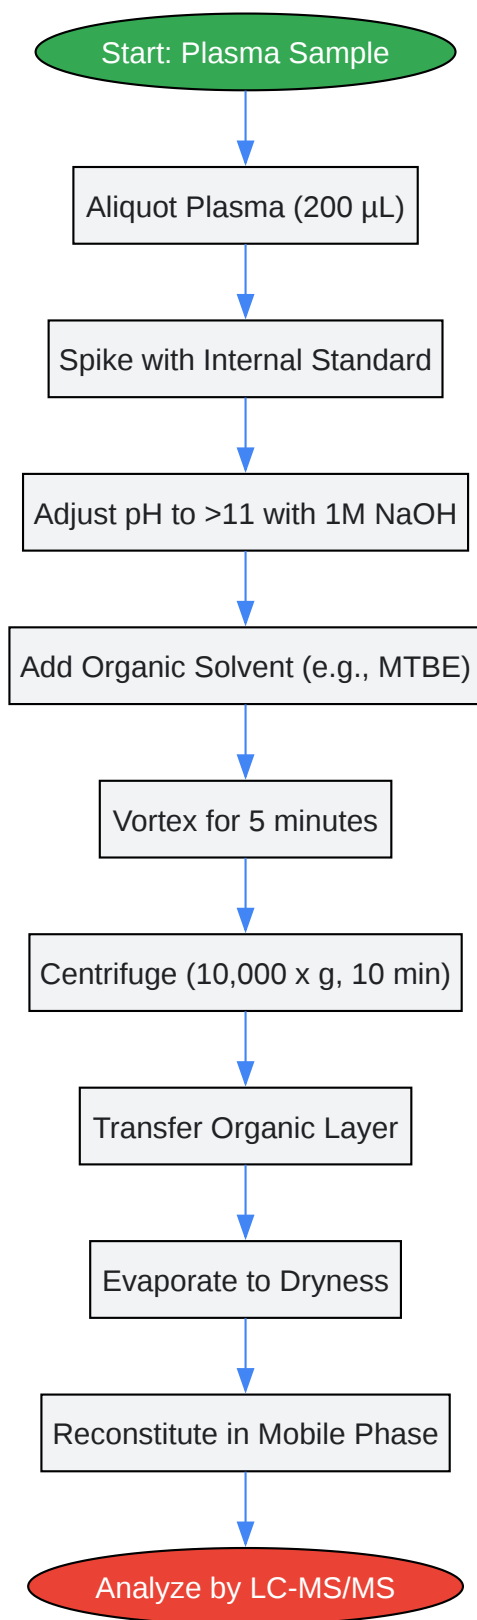 Start: Plasma Sample
Aliquot Plasma (200 µL)
Spike with Internal Standard
Adjust pH to >11 with 1M NaOH
Add Organic Solvent (e.g., MTBE)
Vortex for 5 minutes
Centrifuge (10,000 x g, 10 min)
Transfer Organic Layer
Evaporate to Dryness
Reconstitute in Mobile Phase
Analyze by LC-MS/MS